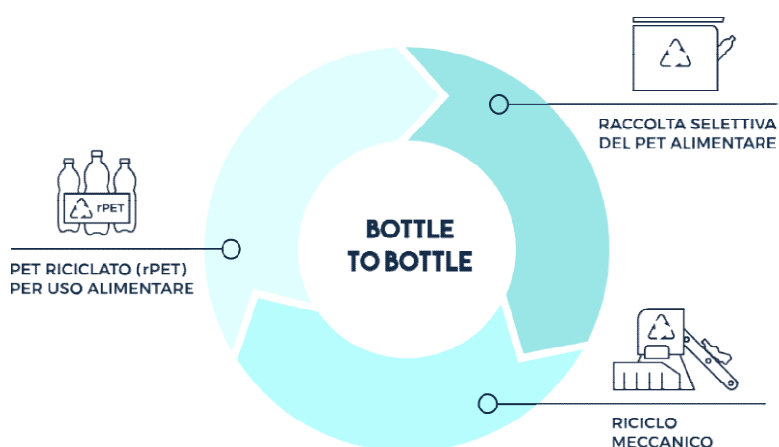 RACCOLTA SELETTIVA
DEL PET ALIMENTARE
BOTTLE
TO BOTTLE
rPET
PET RICICLATO (rPET)
PER USO ALIMENTARE
RICICLO
MECCANICO